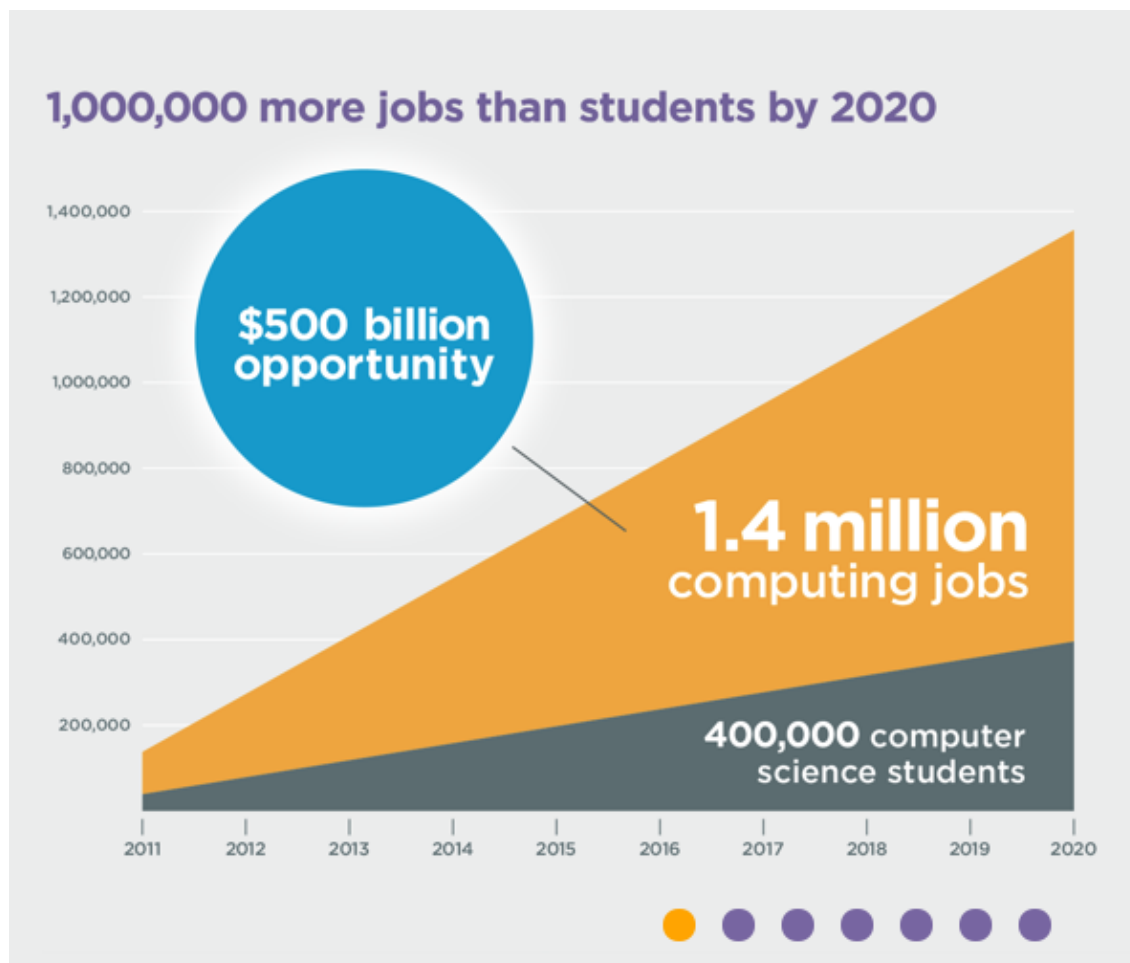 1,000,000 more jobs than students by 2020
1,400,000
1,200,000
1,000,000
800,000
600,000
400,000
200,000
$500 billion
opportunity
1.4 million
computing jobs
400,000 computer
science students
2011 2012 2013 2014 2015 2016 2017 2018 2019 2020